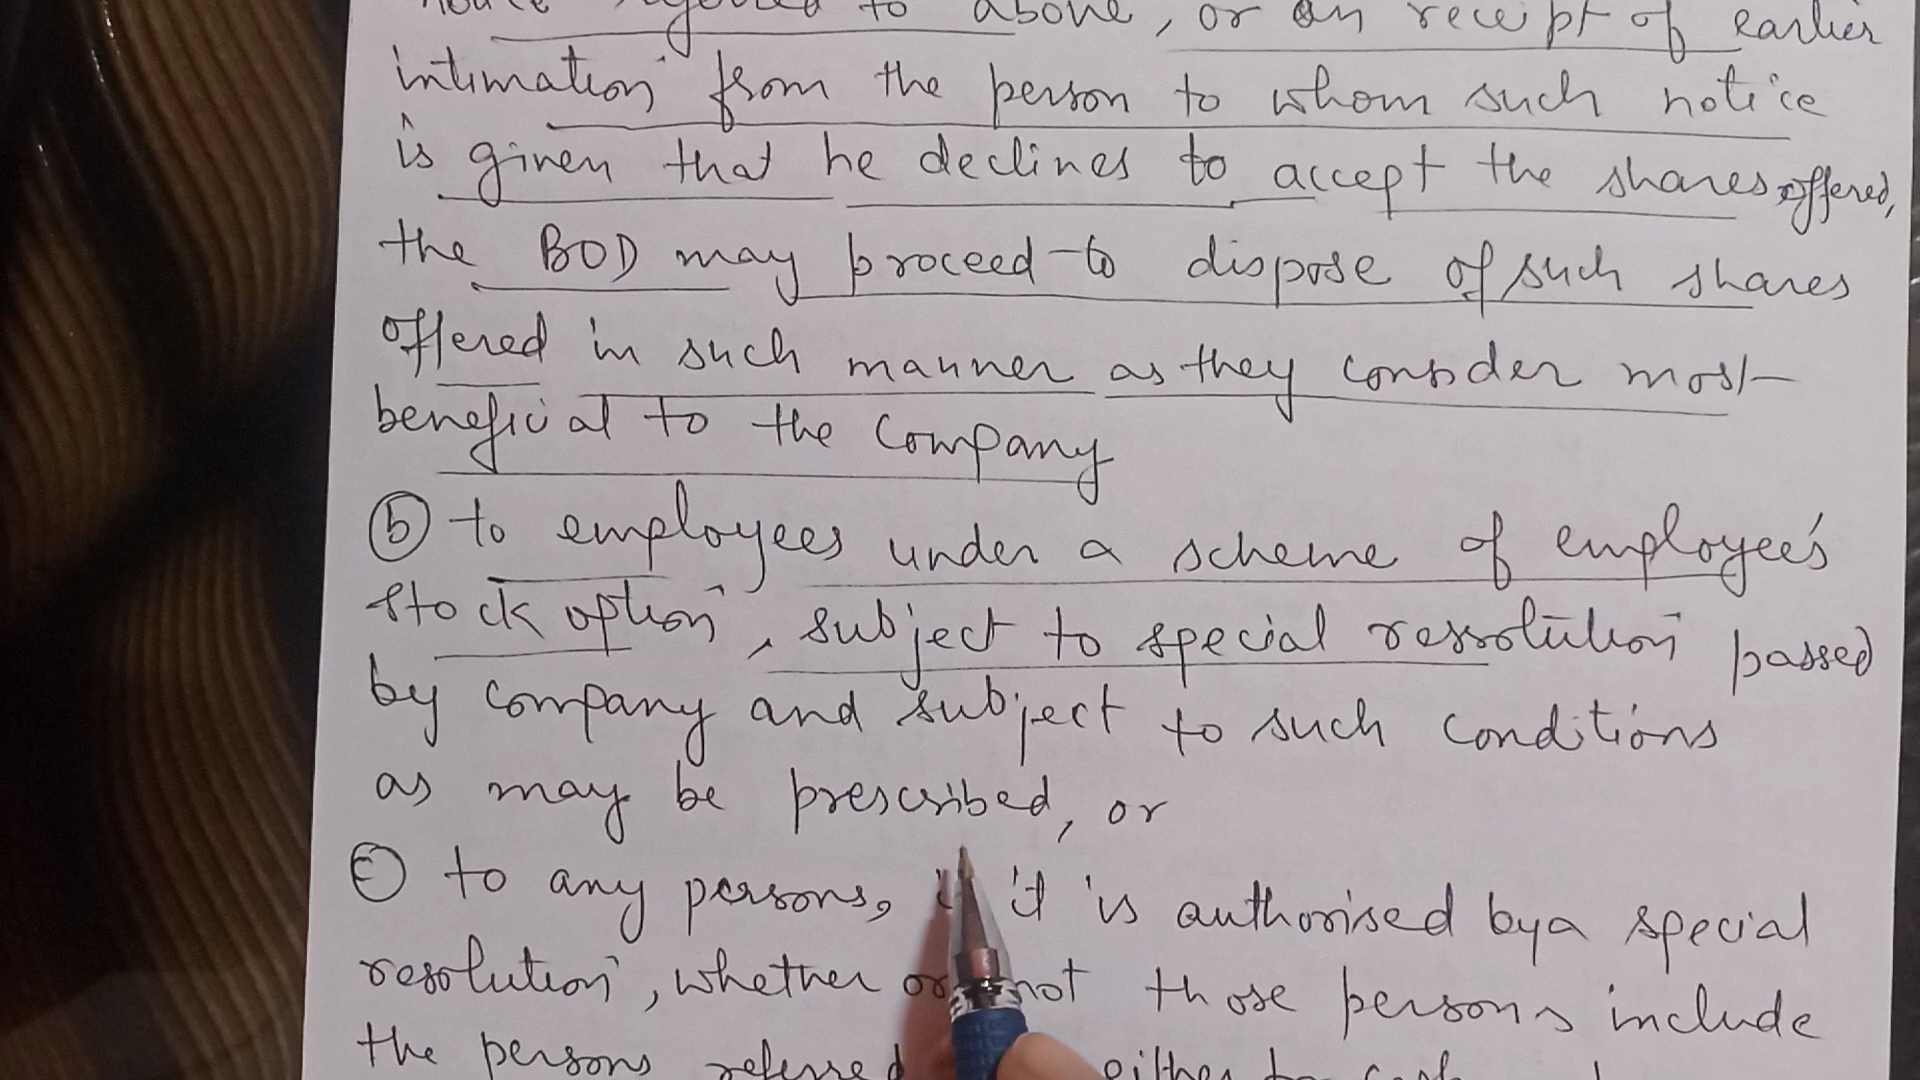 to above, or on receipt of earlier
intimation from the person to whom such notice
is given that he declines to accept the shares offered,
the BOD may proceed to dispose of such shares
offered in such manner as they consider most
beneficial to the company
(b) to employees under a scheme of employee's
stock option, subject to special ressolution passed
by company and subject to such conditions
as may be prescribed, or
(c) to any persons, it is authorised by a special
resolution, whether or not those persons include
the persons referred either